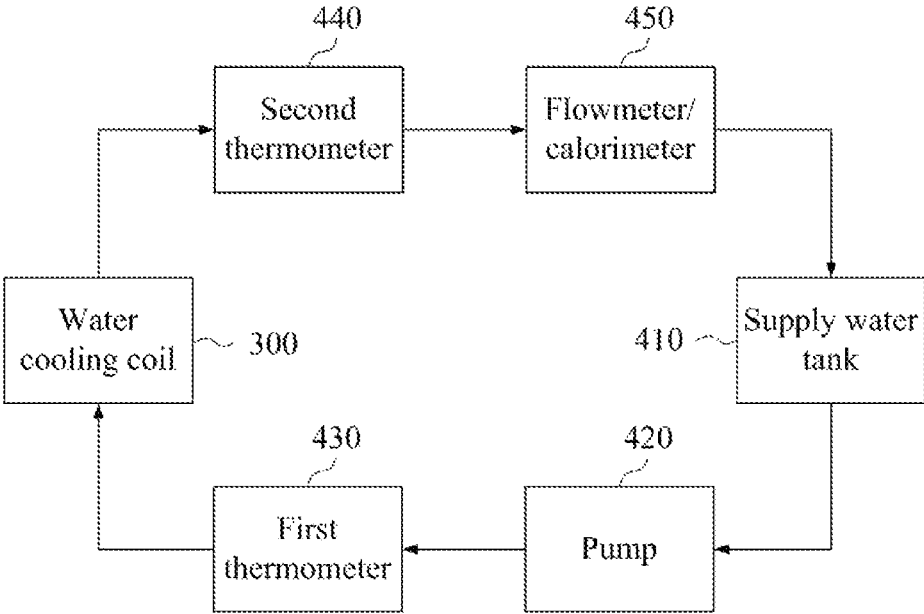 440
450
Second
thermometer
Flowmeter/
calorimeter
Water
cooling coil
300
410
Supply water
tank
430
420
First
thermometer
Pump